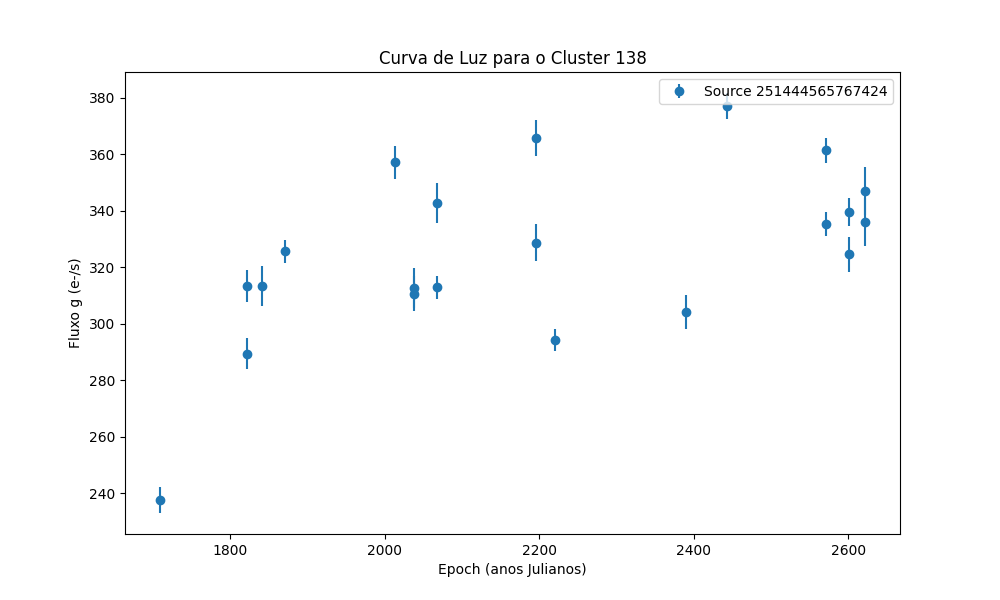 Curva de Luz para o Cluster 138
Source 251444565767424
Fluxo g (e-/s)
380
360
340
320
300
280
260
240
1800 2000 2200 2400 2600
Epoch (anos Julianos)